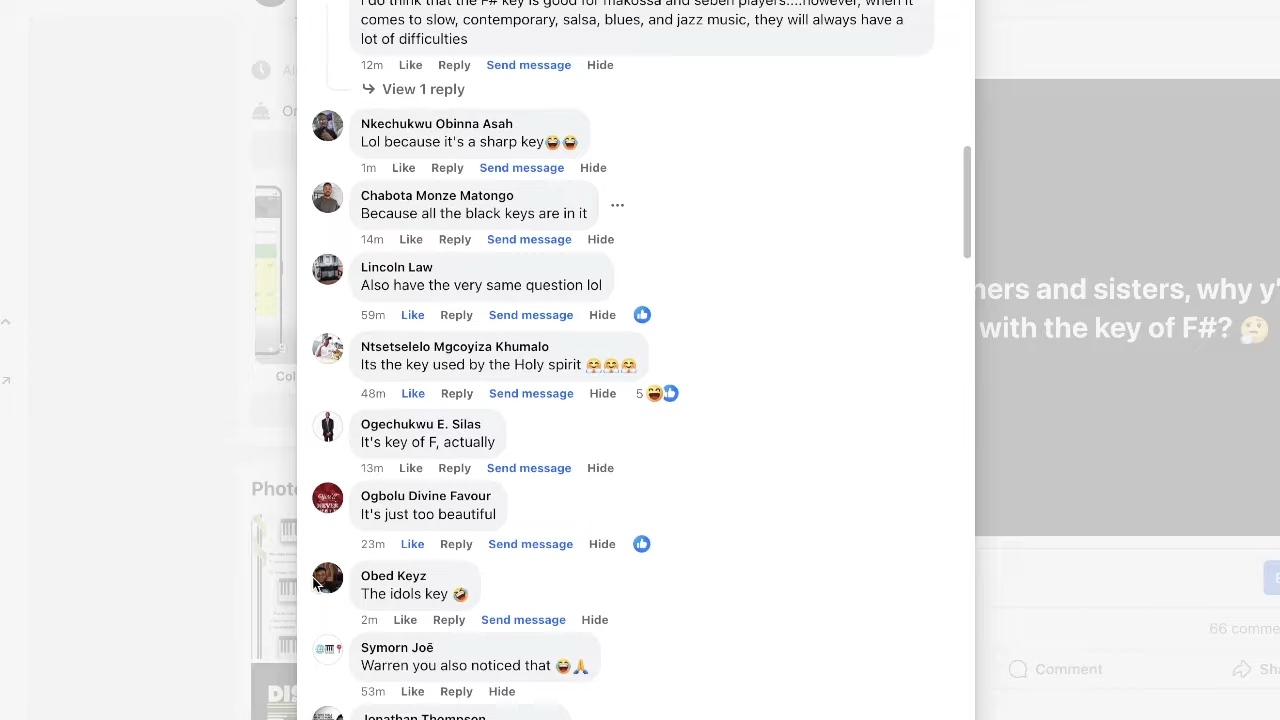 I do think that the F# key is good for makossa and seben players....however, when it
comes to slow, contemporary, salsa, blues, and jazz music, they will always have a
lot of difficulties
12m Like Reply Send message Hide
View 1 reply
Nkechukwu Obinna Asah
Lol because it's a sharp key😅😂
1m Like Reply Send message Hide
Chabota Monze Matongo
Because all the black keys are in it
14m Like Reply Send message Hide
Lincoln Law
Also have the very same question lol
59m Like Reply Send message Hide
Reletselelo Mgcoyiza Khumalo
Its the key used by the Holy spirit 🤗🤗🤗
48m Like Reply Send message Hide 5
Ogechukwu E. Silas
It's key of F, actually
13m Like Reply Send message Hide
Ogbolu Divine Favour
It's just too beautiful
23m Like Reply Send message Hide
Obed Keyz
The idols key 🤣
2m Like Reply Send message Hide
Symorn Joē
Warren you also noticed that 😅🙏
53m Like Reply Hide
Jonathan Thompson
hers and sisters, why y'
with the key of F#? 🤔
66 comme
Comment Sha
Col
Photo
DIS